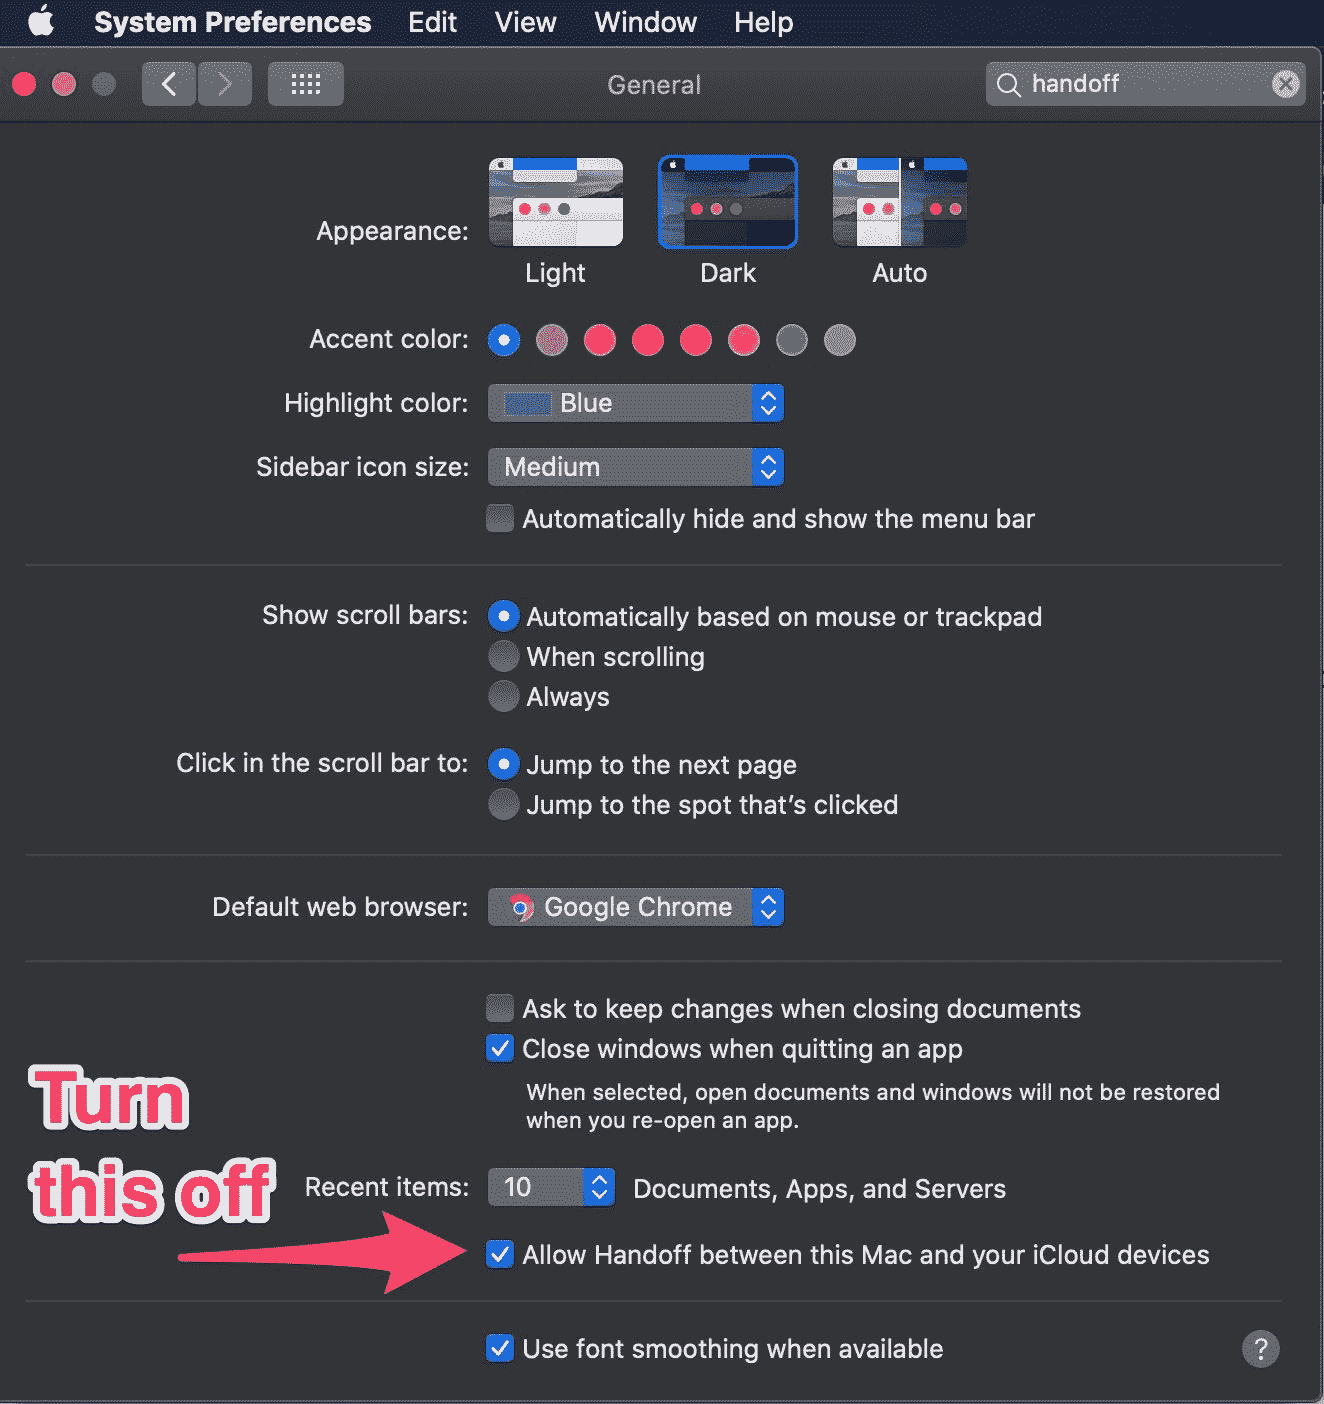 System Preferences Edit View Window Help
General
handoff
Appearance:
Light Dark Auto
Accent color:
Highlight color: Blue
Sidebar icon size: Medium
Automatically hide and show the menu bar
Show scroll bars: Automatically based on mouse or trackpad
When scrolling
Always
Click in the scroll bar to: Jump to the next page
Jump to the spot that's clicked
Default web browser: Google Chrome
Ask to keep changes when closing documents
Close windows when quitting an app
When selected, open documents and windows will not be restored
when you re-open an app.
Turn
this off
Recent items: 10 Documents, Apps, and Servers
Allow Handoff between this Mac and your iCloud devices
Use font smoothing when available
?